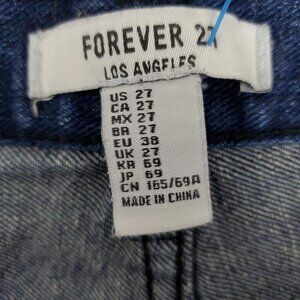 FOREVER 21
LOS ANGELES
US 27
CA 27
MX 27
BR 27
EU 38
UK 27
KR 69
JP 69
CN 165/69A
MADE IN CHINA